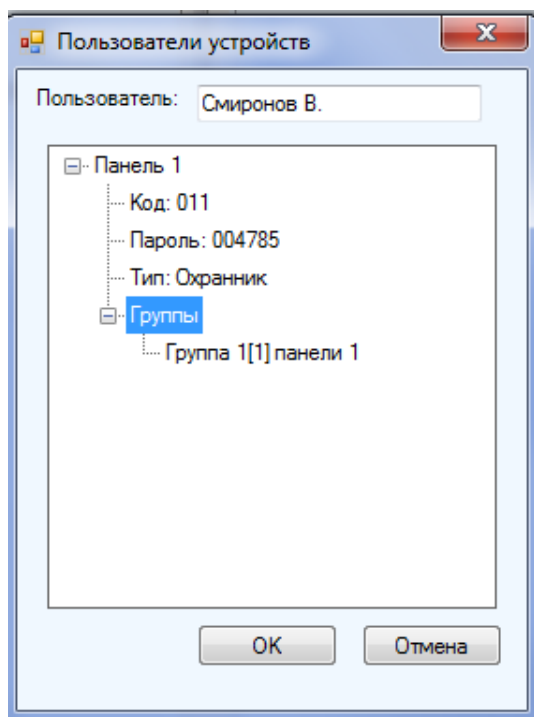 Пользователи устройств
Пользователь: Смиронов В.
Панель 1
Код: 011
Пароль: 004785
Тип: Охранник
Группы
Группа 1[1] панели 1
OK Отмена